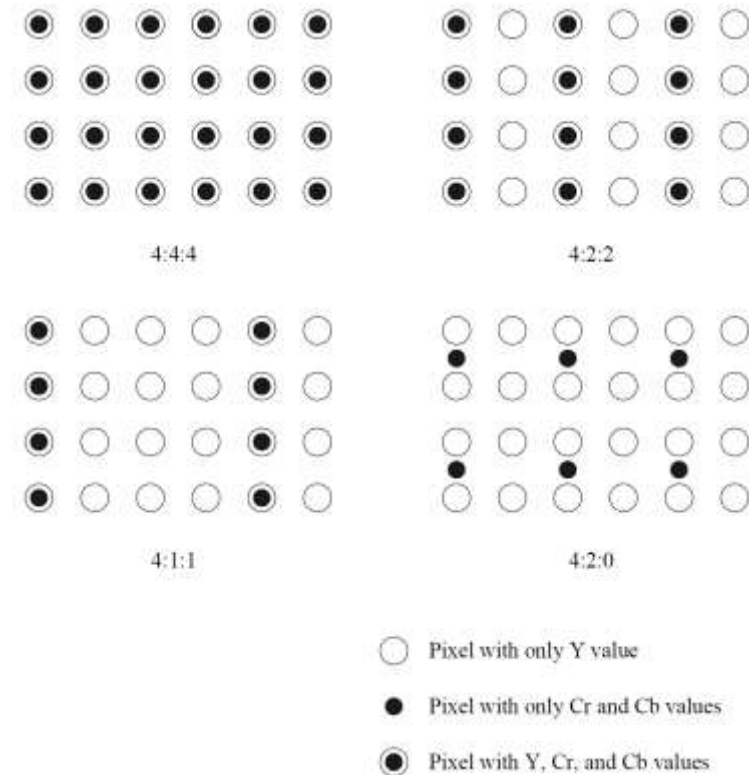 4:4:4
4:2:2
4:1:1
4:2:0
Pixel with only Y value
Pixel with only Cr and Cb values
Pixel with Y, Cr, and Cb values